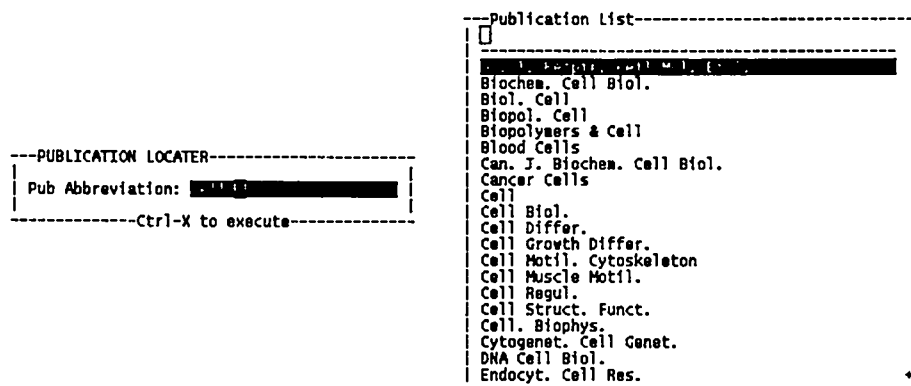 ---PUBLICATION LOCATER---
Pub Abbreviation:
---Ctrl-X to execute---
---Publication List---
Biochem. Cell Biol.
Biol. Cell
Biopol. Cell
Biopolymers & Cell
Blood Cells
Can. J. Biochem. Cell Biol.
Cancer Cells
Cell
Cell Biol.
Cell Differ.
Cell Growth Differ.
Cell Motil. Cytoskeleton
Cell Muscle Motil.
Cell Regul.
Cell Struct. Funct.
Cell. Biophys.
Cytogenet. Cell Genet.
DNA Cell Biol.
Endocyt. Cell Res.